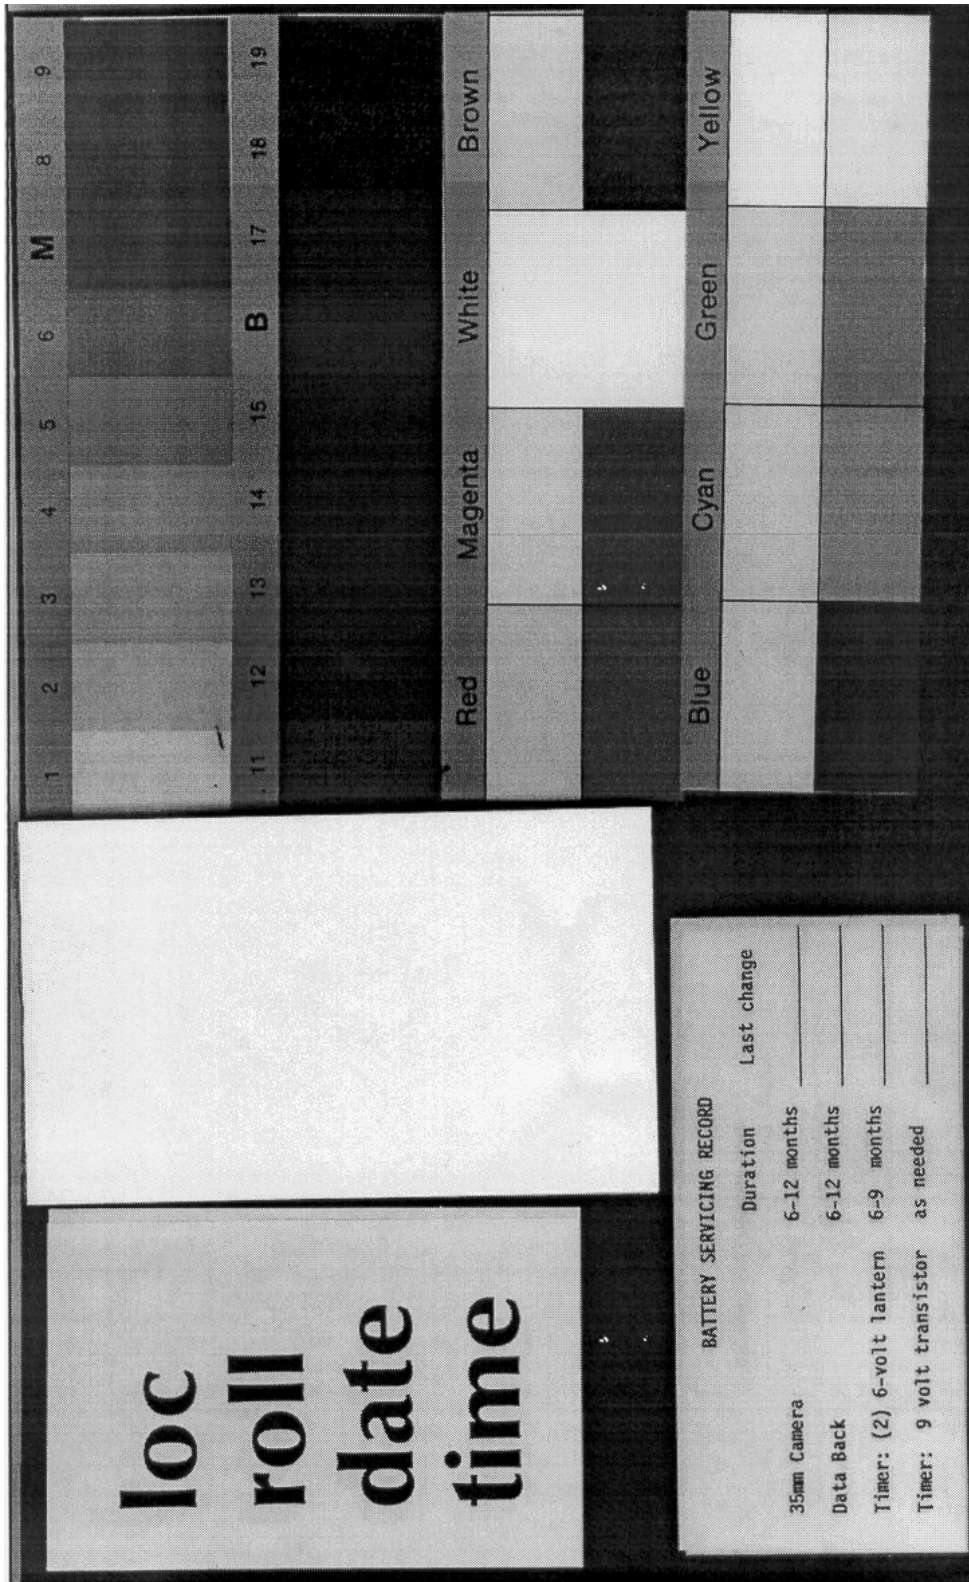 1 2 3 4 5 6 M 8 9
11 12 13 14 15 B 17 18 19
Red Magenta White Brown
Blue Cyan Green Yellow
loc
roll
date
time
BATTERY SERVICING RECORD
Duration Last change
35mm Camera 6-12 months
Data Back 6-12 months
Timer: (2) 6-volt lantern 6-9 months
Timer: 9 volt transistor as needed